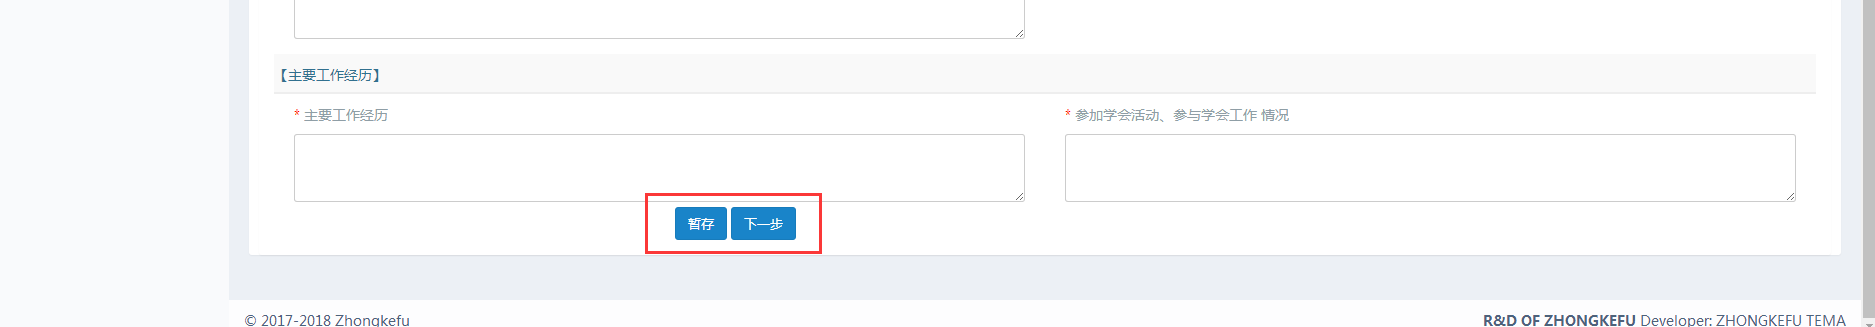 【主要工作经历】
* 主要工作经历
* 参加学会活动、参与学会工作 情况
暂存 下一步
© 2017-2018 Zhongkefu
R&D OF ZHONGKEFU Developer: ZHONGKEFU TEMA